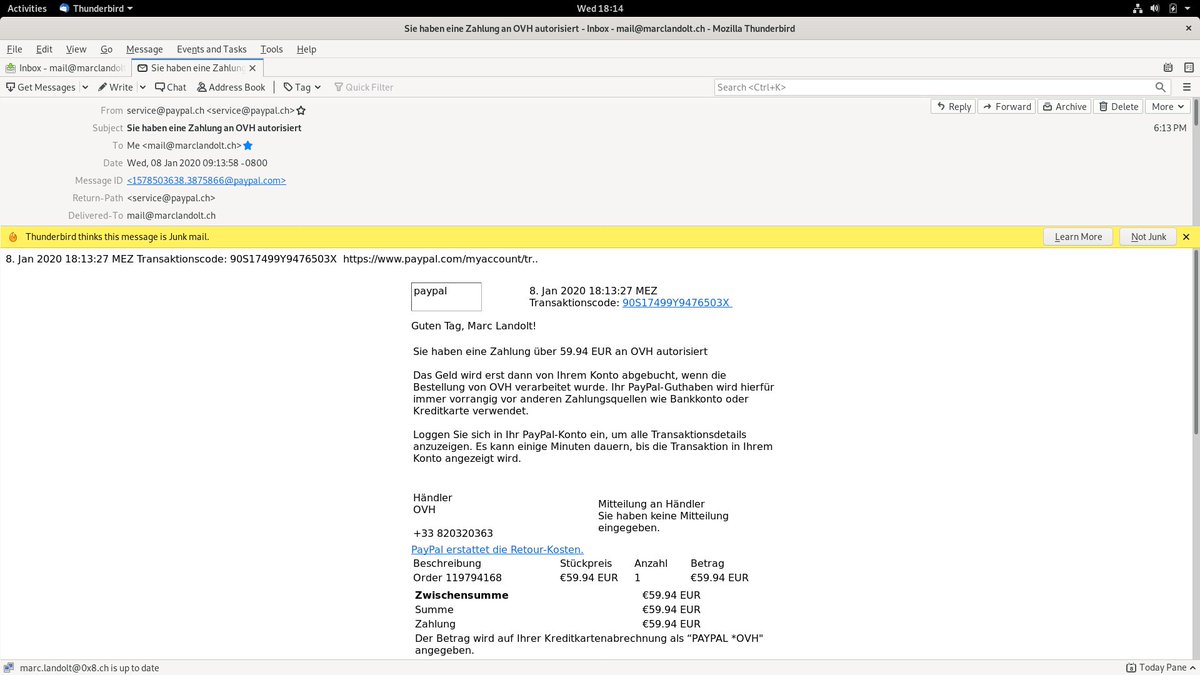 Activities Thunderbird Wed 18:14
Sie haben eine Zahlung an OVH autorisiert - Inbox - mail@marclandolt.ch - Mozilla Thunderbird
File Edit View Go Message Events and Tasks Tools Help
Inbox - mail@marclandol Sie haben eine Zahlung
Get Messages Write Chat Address Book Tag Quick Filter Search <Ctrl+K>
From service@paypal.ch <service@paypal.ch> Reply Forward Archive Delete More
Subject Sie haben eine Zahlung an OVH autorisiert 6:13 PM
To Me <mail@marclandolt.ch>
Date Wed, 08 Jan 2020 09:13:58 -0800
Message ID <1578503638.3875866@paypal.com>
Return-Path <service@paypal.ch>
Delivered-To mail@marclandolt.ch
Thunderbird thinks this message is Junk mail. Learn More Not Junk
8. Jan 2020 18:13:27 MEZ Transaktionscode: 90S17499Y9476503X https://www.paypal.com/myaccount/tr..
paypal
8. Jan 2020 18:13:27 MEZ
Transaktionscode: 90S17499Y9476503X
Guten Tag, Marc Landolt!
Sie haben eine Zahlung über 59.94 EUR an OVH autorisiert
Das Geld wird erst dann von Ihrem Konto abgebucht, wenn die
Bestellung von OVH verarbeitet wurde. Ihr PayPal-Guthaben wird hierfür
immer vorrangig vor anderen Zahlungsquellen wie Bankkonto oder
Kreditkarte verwendet.
Loggen Sie sich in Ihr PayPal-Konto ein, um alle Transaktionsdetails
anzuzeigen. Es kann einige Minuten dauern, bis die Transaktion in Ihrem
Konto angezeigt wird.
Händler
OVH
+33 820320363
Mitteilung an Händler
Sie haben keine Mitteilung
eingegeben.
PayPal erstattet die Retour-Kosten.
Beschreibung Stückpreis Anzahl Betrag
Order 119794168 €59.94 EUR 1 €59.94 EUR
Zwischensumme €59.94 EUR
Summe €59.94 EUR
Zahlung €59.94 EUR
Der Betrag wird auf Ihrer Kreditkartenabrechnung als “PAYPAL *OVH"
angegeben.
marc.landolt@0x8.ch is up to date Today Pane